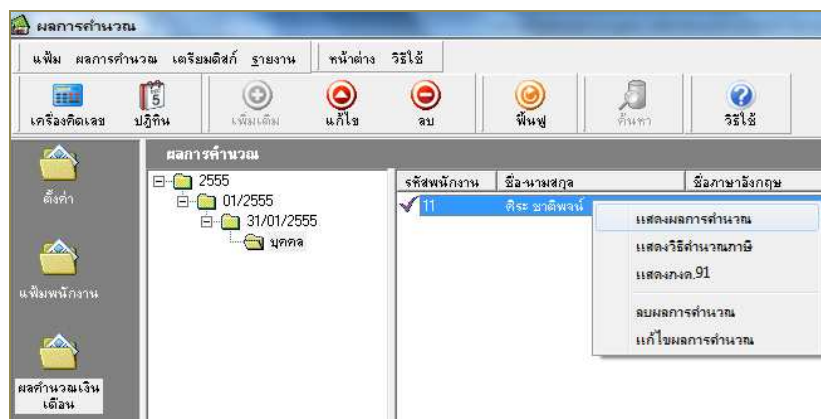 ผลการคำนวณ
แฟ้ม ผลการคำนวณ เตรียมดิสก์ รายงาน หน้าต่าง วิธีใช้
เครื่องคิดเลข ปฏิทิน เพิ่มเติม แก้ไข ลบ ฟื้นฟู ค้นหา วิธีใช้
ตั้งค่า
แฟ้มพนักงาน
ผลคำนวณเงินเดือน
ผลการคำนวณ
2555
01/2555
31/01/2555
บุคคล
รหัสพนักงาน ชื่อ-นามสกุล ชื่อภาษาอังกฤษ
11 ศิระ ชาติพจน์
แสดงผลการคำนวณ
แสดงวิธีคำนวณภาษี
แสดงภงด.91
ลบผลการคำนวณ
แก้ไขผลการคำนวณ